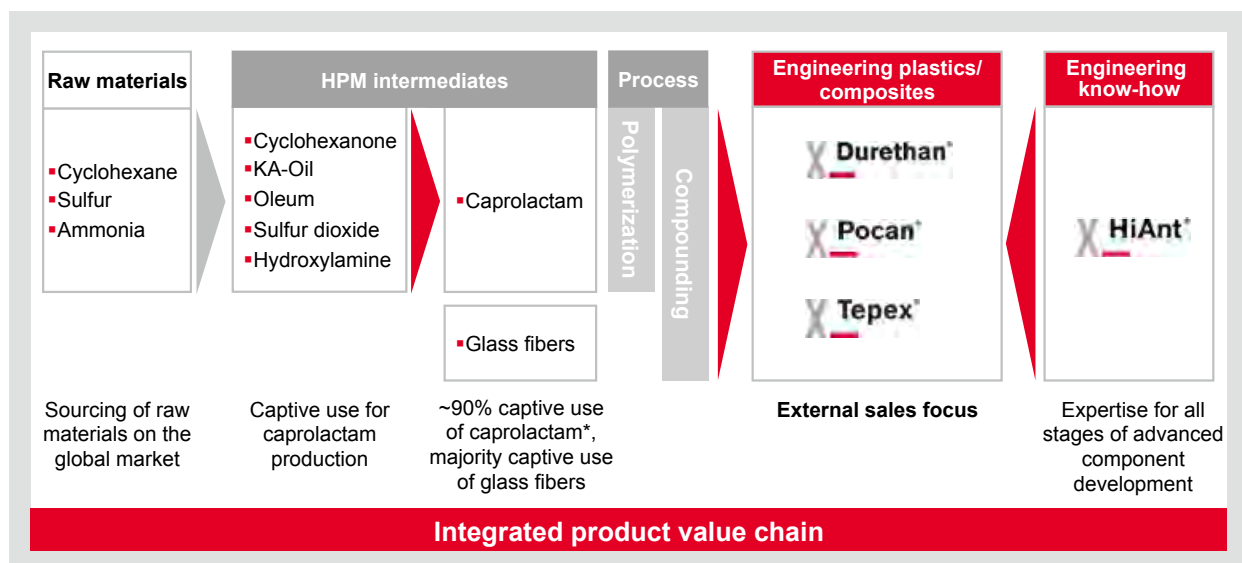 Raw materials
▪Cyclohexane
▪Sulfur
▪Ammonia
Sourcing of raw
materials on the
global market
HPM intermediates
▪Cyclohexanone
▪KA-Oil
▪Oleum
▪Sulfur dioxide
▪Hydroxylamine
Captive use for
caprolactam
production
▪Caprolactam
▪Glass fibers
~90% captive use
of caprolactam*,
majority captive use
of glass fibers
Process
Polymerization
Compounding
Engineering plastics/
composites
Durethan®
Pocan®
Tepex®
External sales focus
Engineering
know-how
HiAnt®
Expertise for all
stages of advanced
component
development
Integrated product value chain